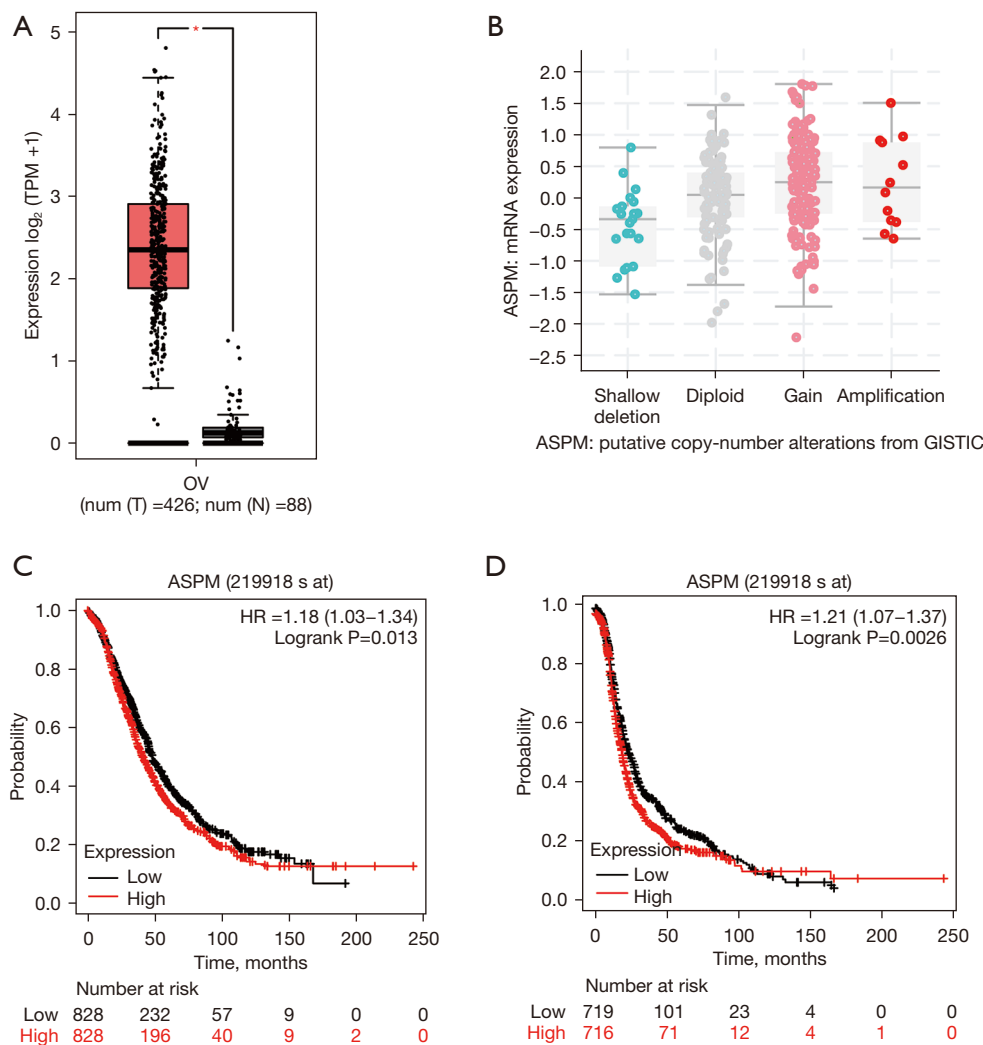 A
5
4
3
2
1
0
Expression log2 (TPM +1)
*
OV
(num (T) =426; num (N) =88)
B
2.0
1.5
1.0
0.5
0.0
−0.5
−1.0
−1.5
−2.0
−2.5
ASPM: mRNA expression
Shallow deletion
Diploid
Gain
Amplification
ASPM: putative copy-number alterations from GISTIC
C
ASPM (219918 s at)
HR =1.18 (1.03−1.34)
Logrank P=0.013
1.0
0.8
0.6
0.4
0.2
0.0
Probability
Expression
Low
High
0 50 100 150 200 250
Time, months
Number at risk
Low 828 232 57 9 0 0
High 828 196 40 9 2 0
D
ASPM (219918 s at)
HR =1.21 (1.07−1.37)
Logrank P=0.0026
1.0
0.8
0.6
0.4
0.2
0.0
Probability
Expression
Low
High
0 50 100 150 200 250
Time, months
Number at risk
Low 719 101 23 4 0 0
High 716 71 12 4 1 0